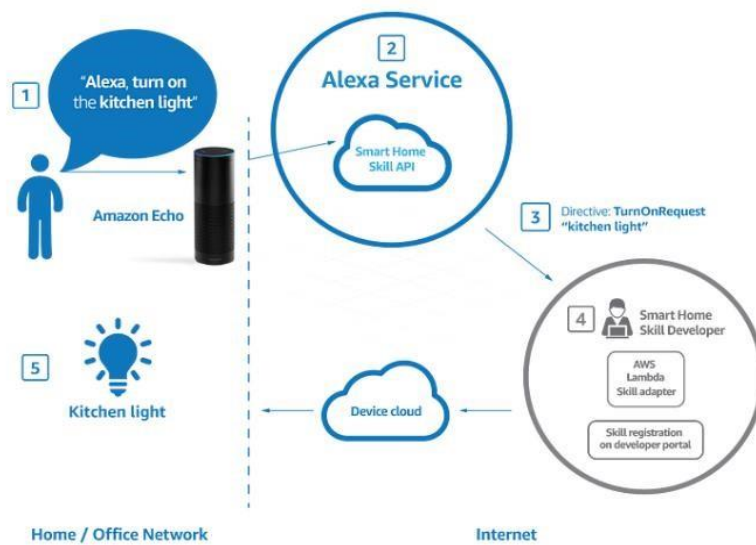 1
“Alexa, turn on
the kitchen light”
Amazon Echo
2
Alexa Service
Smart Home
Skill API
3
Directive: TurnOnRequest
“kitchen light”
4
Smart Home
Skill Developer
AWS
Lambda
Skill adapter
Skill registration
on developer portal
Device cloud
5
Kitchen light
Home / Office Network
Internet